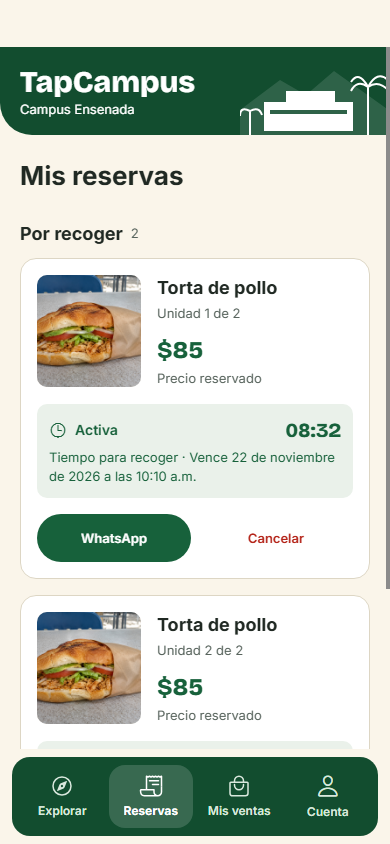 TapCampus
Campus Ensenada
Mis reservas
Por recoger 2
Torta de pollo
Unidad 1 de 2
$85
Precio reservado
Activa 08:32
Tiempo para recoger · Vence 22 de noviembre
de 2026 a las 10:10 a.m.
WhatsApp Cancelar
Torta de pollo
Unidad 2 de 2
$85
Precio reservado
Explorar Reservas Mis ventas Cuenta